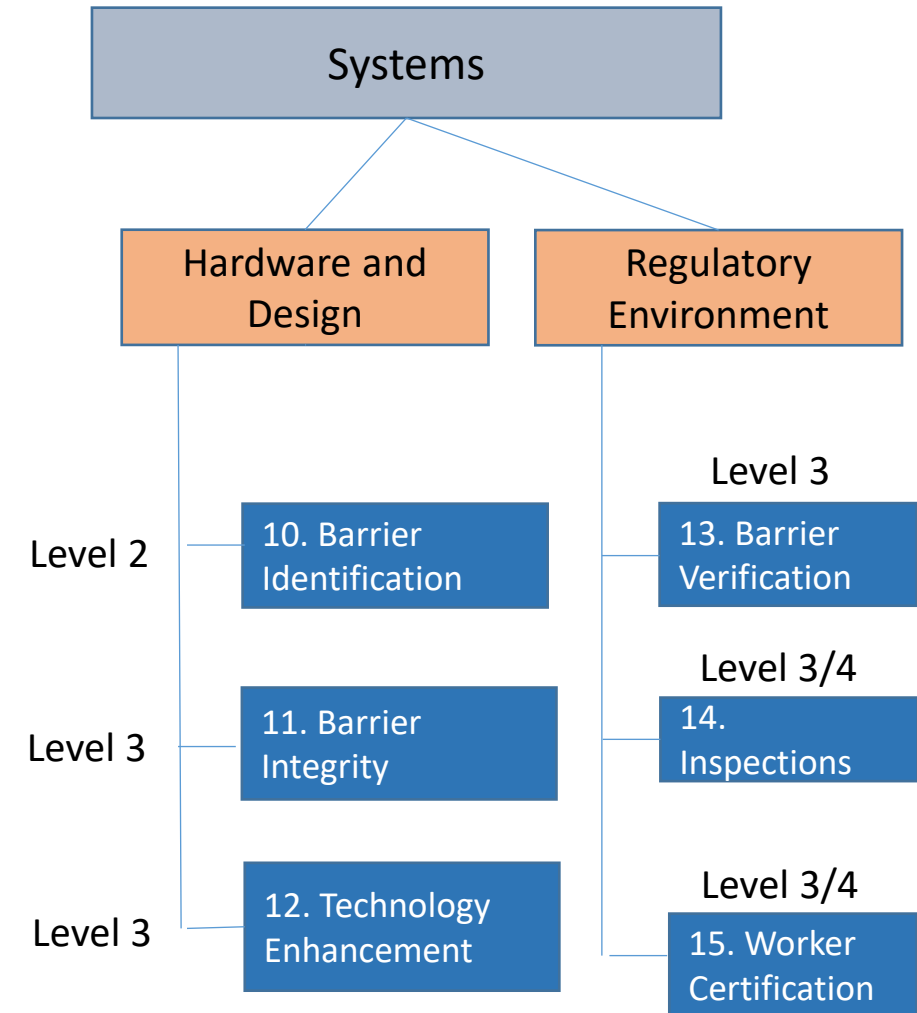 Systems
Hardware and
Design
Level 2
10. Barrier
Identification
Level 3
11. Barrier
Integrity
Level 3
12. Technology
Enhancement
Regulatory
Environment
Level 3
13. Barrier
Verification
Level 3/4
14.
Inspections
Level 3/4
15. Worker
Certification